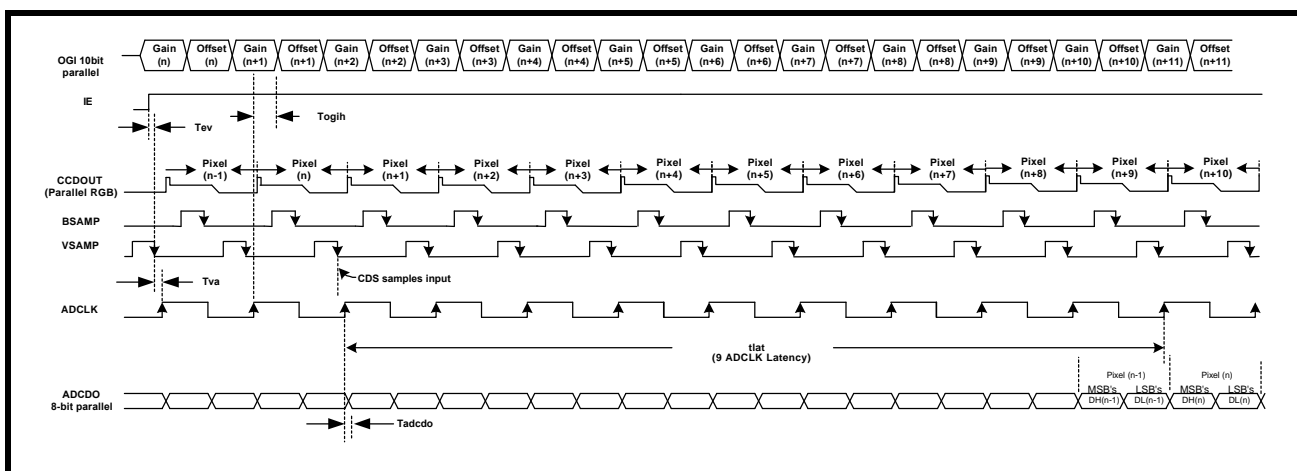 Gain Offset Gain Offset Gain Offset Gain Offset Gain Offset Gain Offset Gain Offset Gain Offset Gain Offset Gain Offset Gain Offset Gain Offset
(n) (n) (n+1) (n+1) (n+2) (n+2) (n+3) (n+3) (n+4) (n+4) (n+5) (n+5) (n+6) (n+6) (n+7) (n+7) (n+8) (n+8) (n+9) (n+9) (n+10) (n+10) (n+11) (n+11)
OGI 10bit
parallel
IE
Tev
Togih
Pixel Pixel Pixel Pixel Pixel Pixel Pixel Pixel Pixel Pixel Pixel Pixel
(n-1) (n) (n+1) (n+2) (n+3) (n+4) (n+5) (n+6) (n+7) (n+8) (n+9) (n+10)
CCDOUT
(Parallel RGB)
BSAMP
VSAMP
CDS samples input
Tva
ADCLK
tlat
(9 ADCLK Latency)
Pixel (n-1) Pixel (n)
MSB's LSB's MSB's LSB's
DH(n-1) DL(n-1) DH(n) DL(n)
ADCDO
8-bit parallel
Tadcdo